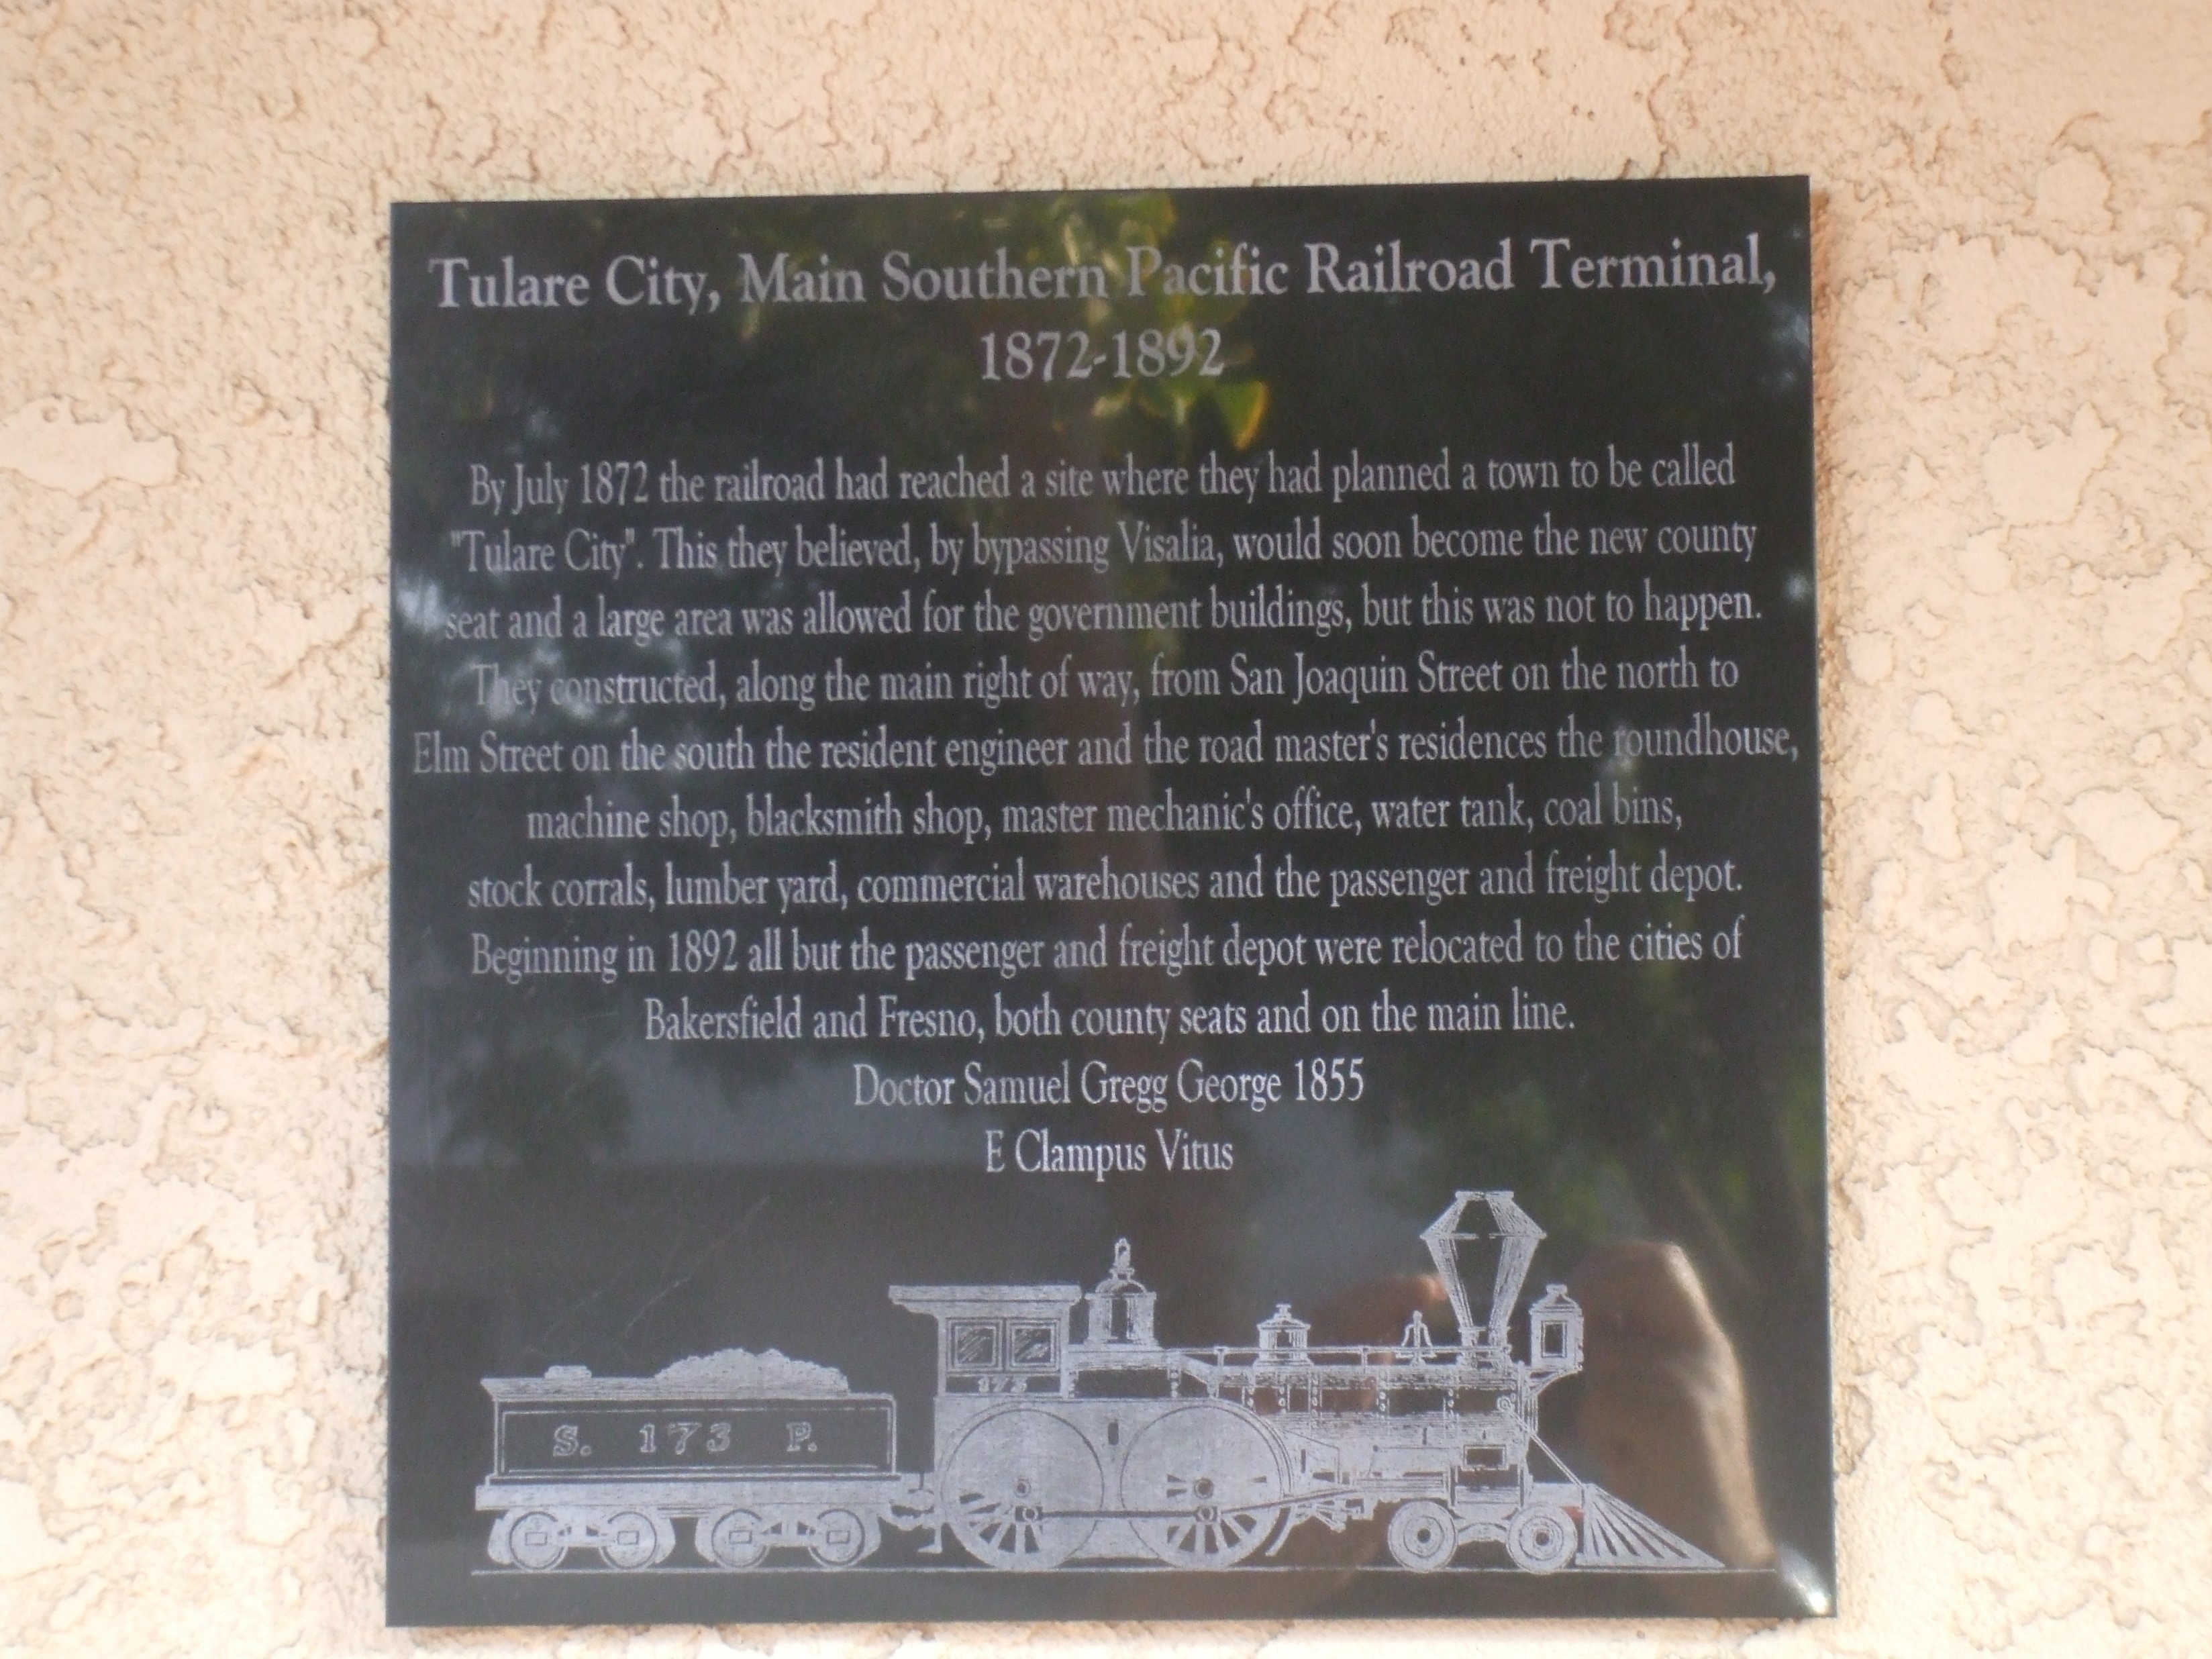 Tulare City, Main Southern Pacific Railroad Terminal,
1872-1892
By July 1872 the railroad had reached a site where they had planned a town to be called
"Tulare City". This they believed, by bypassing Visalia, would soon become the new county
seat and a large area was allowed for the government buildings, but this was not to happen.
They constructed, along the main right of way, from San Joaquin Street on the north to
Elm Street on the south the resident engineer and the road master's residences the roundhouse,
machine shop, blacksmith shop, master mechanic's office, water tank, coal bins,
stock corrals, lumber yard, commercial warehouses and the passenger and freight depot.
Beginning in 1892 all but the passenger and freight depot were relocated to the cities of
Bakersfield and Fresno, both county seats and on the main line.
Doctor Samuel Gregg George 1855
E Clampus Vitus
173
S. 173 P.